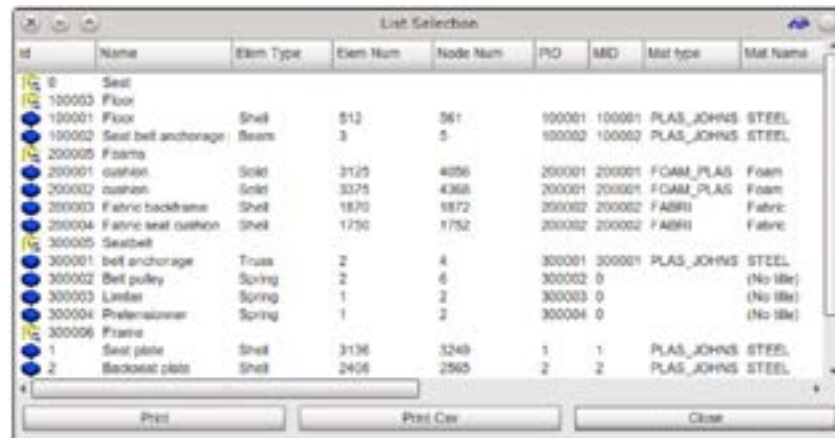 List Selection
Id Name Elem Type Elem Num Node Num PID MID Mat type Mat Name
0 Seat
100003 Floor
100001 Floor Shell 512 561 100001 100001 PLAS_JOHNS STEEL
100002 Seat belt anchorage Beam 3 5 100002 100002 PLAS_JOHNS STEEL
200005 Foams
200001 cushion Solid 3125 4056 200001 200001 FOAM_PLAS Foam
200002 cushion Solid 3375 4368 200001 200001 FOAM_PLAS Foam
200003 Fabric backframe Shell 1870 1872 200002 200002 FABRI Fabric
200004 Fabric seat cushion Shell 1750 1752 200002 200002 FABRI Fabric
300005 Seatbelt
300001 belt anchorage Truss 2 4 300001 300001 PLAS_JOHNS STEEL
300002 Belt pulley Spring 2 6 300002 0 (No title)
300003 Limiter Spring 1 2 300003 0 (No title)
300004 Pretensionner Spring 1 2 300004 0 (No title)
300006 Frame
1 Seat plate Shell 3136 3249 1 1 PLAS_JOHNS STEEL
2 Backseat plate Shell 2408 2565 2 2 PLAS_JOHNS STEEL
Print Print Csv Close